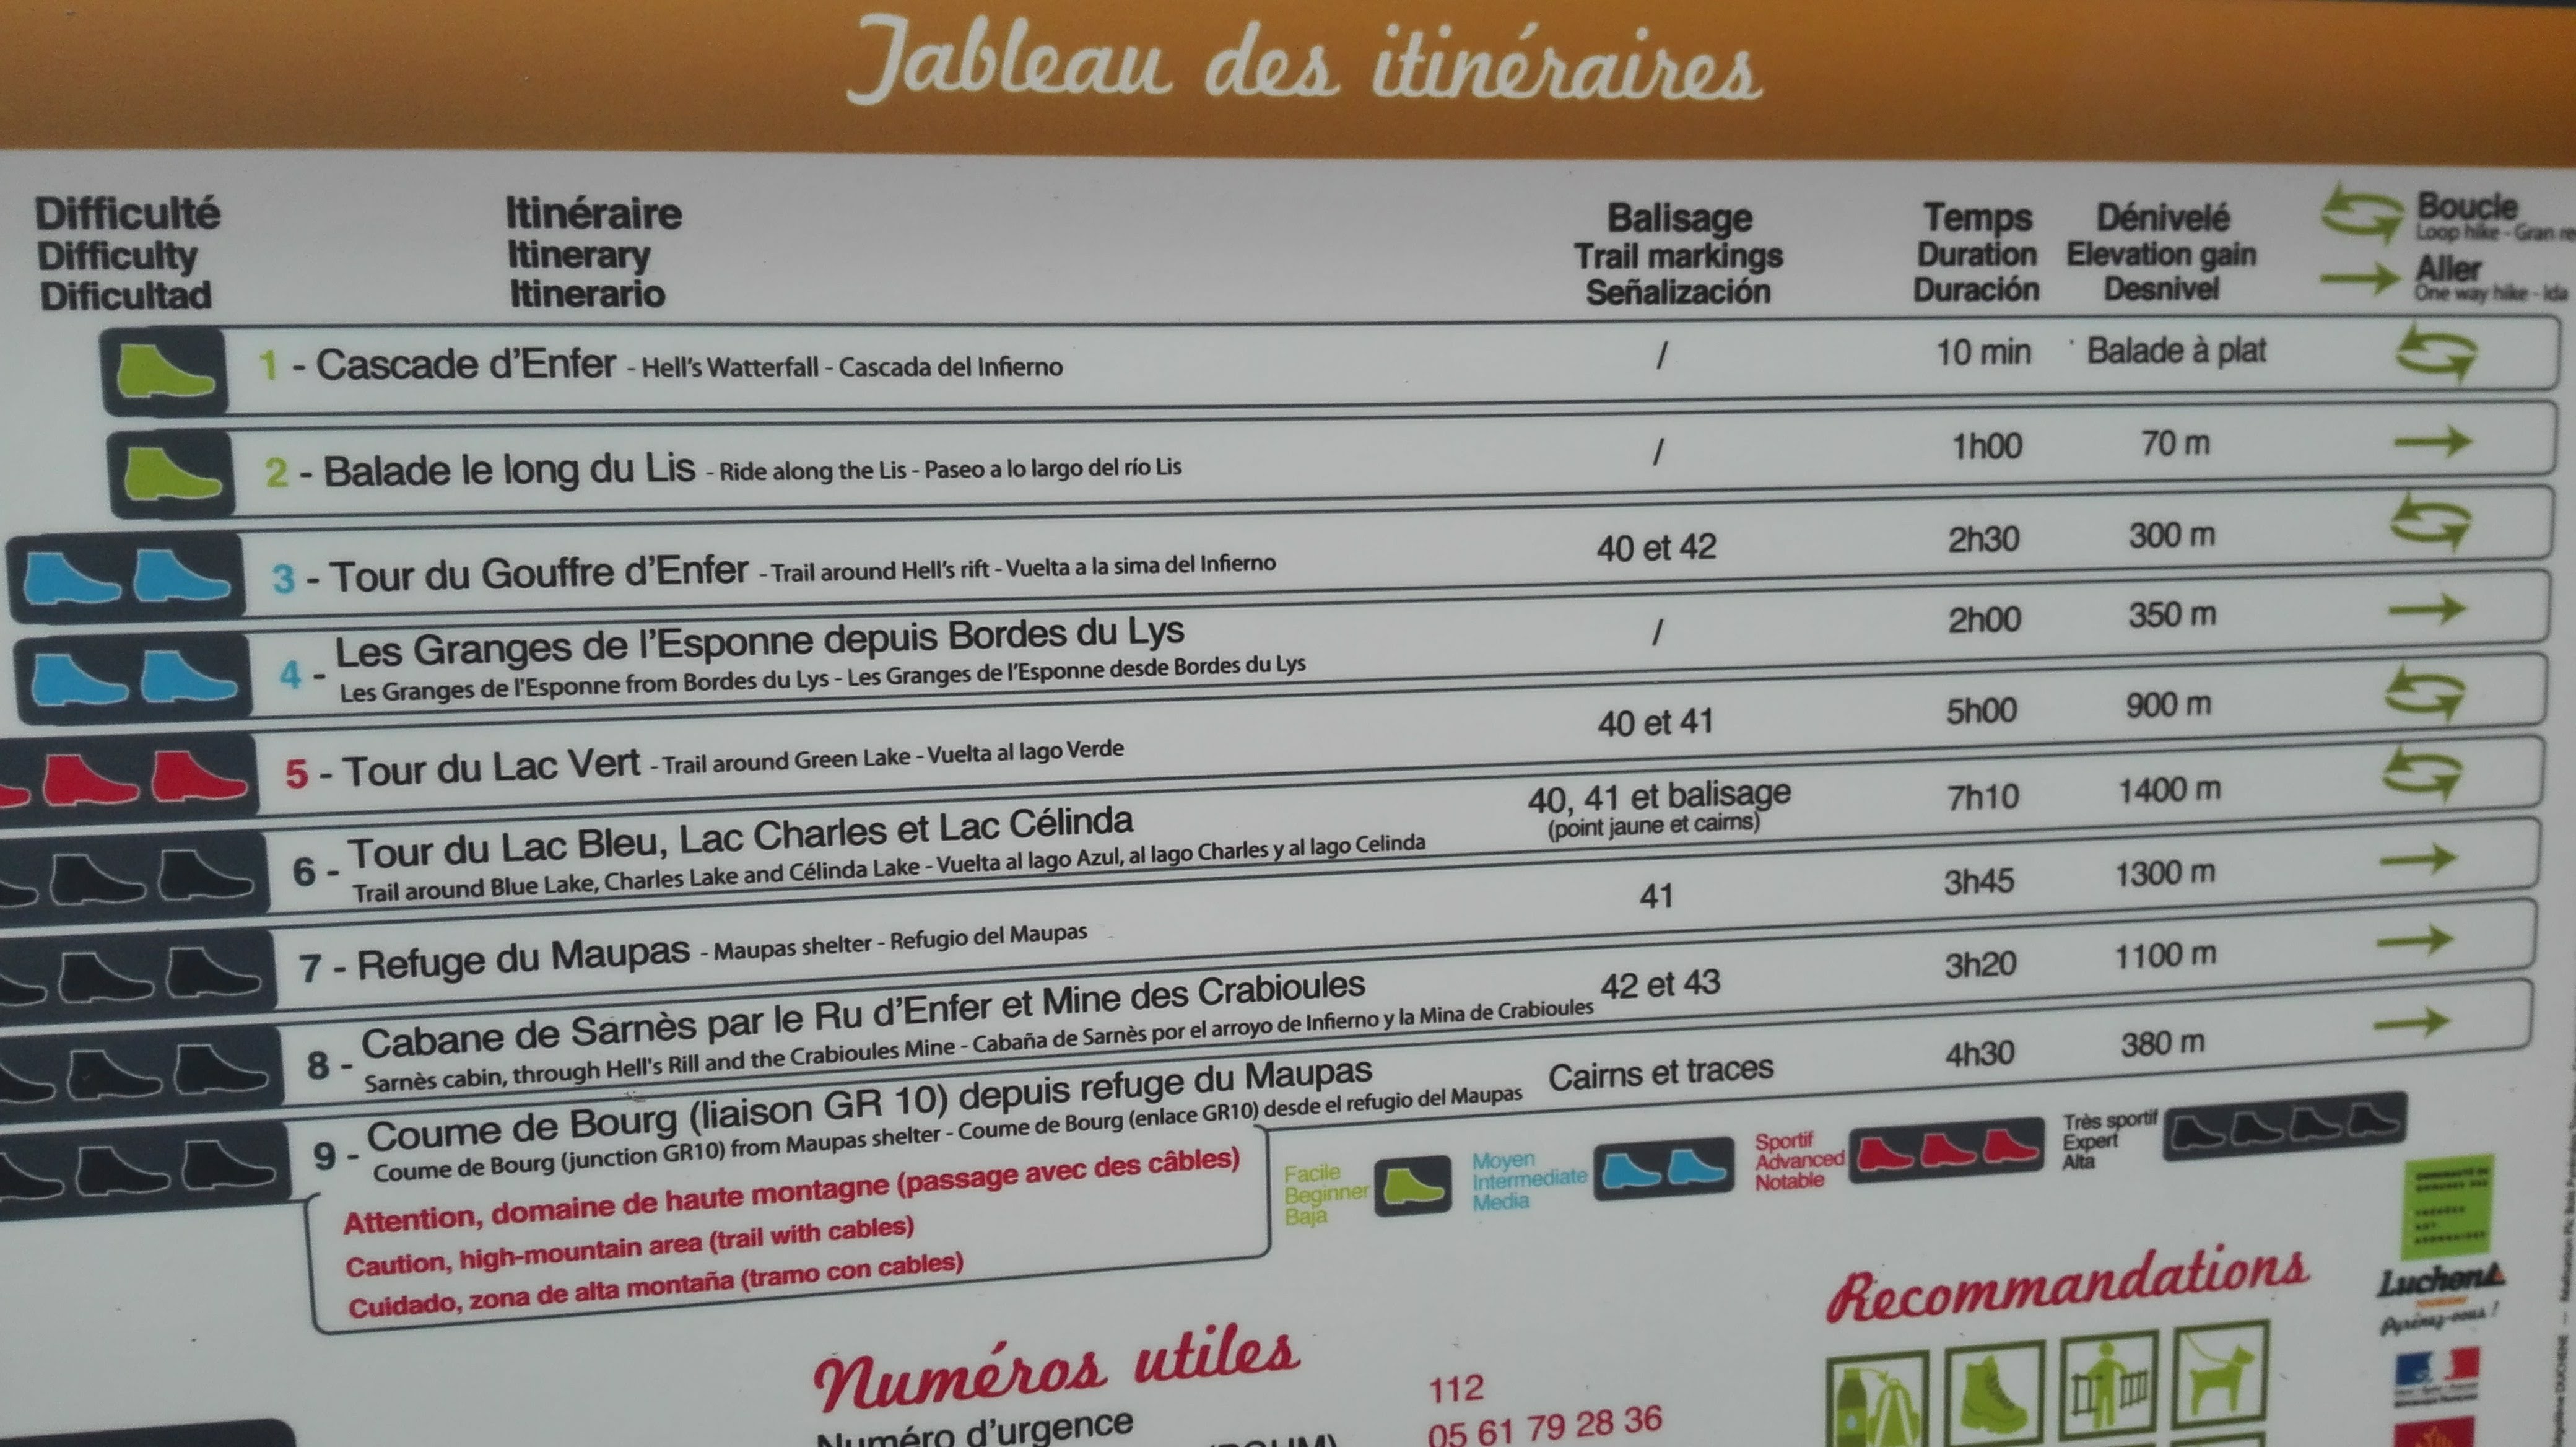 Tableau des itinéraires
Difficulté
Difficulty
Dificultad
Itinéraire
Itinerary
Itinerario
Balisage
Trail markings
Señalización
Temps
Duration
Duración
Dénivelé
Elevation gain
Desnivel
Boucle
Loop hike - Gran
Aller
One way hike - Ida
1 - Cascade d'Enfer - Hell's Watterfall - Cascada del Infierno / 10 min Balade à plat
2 - Balade le long du Lis - Ride along the Lis - Paseo a lo largo del río Lis / 1h00 70 m
3 - Tour du Gouffre d'Enfer - Trail around Hell's rift - Vuelta a la sima del Infierno 40 et 42 2h30 300 m
4 - Les Granges de l'Esponne depuis Bordes du Lys / 2h00 350 m
Les Granges de l'Esponne from Bordes du Lys - Les Granges de l'Esponne desde Bordes du Lys
5 - Tour du Lac Vert - Trail around Green Lake - Vuelta al lago Verde 40 et 41 5h00 900 m
6 - Tour du Lac Bleu, Lac Charles et Lac Célinda 40, 41 et balisage 7h10 1400 m
(point jaune et cairns)
Trail around Blue Lake, Charles Lake and Célinda Lake - Vuelta al lago Azul, al lago Charles y al lago Celinda
7 - Refuge du Maupas - Maupas shelter - Refugio del Maupas 41 3h45 1300 m
8 - Cabane de Sarnès par le Ru d'Enfer et Mine des Crabioules 42 et 43 3h20 1100 m
Sarnès cabin, through Hell's Rill and the Crabioules Mine - Cabaña de Sarnès por el arroyo de Infierno y la Mina de Crabioules
9 - Coume de Bourg (liaison GR 10) depuis refuge du Maupas Cairns et traces 4h30 380 m
Coume de Bourg (junction GR10) from Maupas shelter - Coume de Bourg (enlace GR10) desde el refugio del Maupas
Attention, domaine de haute montagne (passage avec des câbles)
Caution, high-mountain area (trail with cables)
Cuidado, zona de alta montaña (tramo con cables)
Facile
Beginner
Baja
Moyen
Intermediate
Media
Sportif
Advanced
Notable
Très sportif
Expert
Alta
Recommandations
Luchon
Pyrénez-vous !
Numéros utiles
Numéro d'urgence 112
05 61 79 28 36